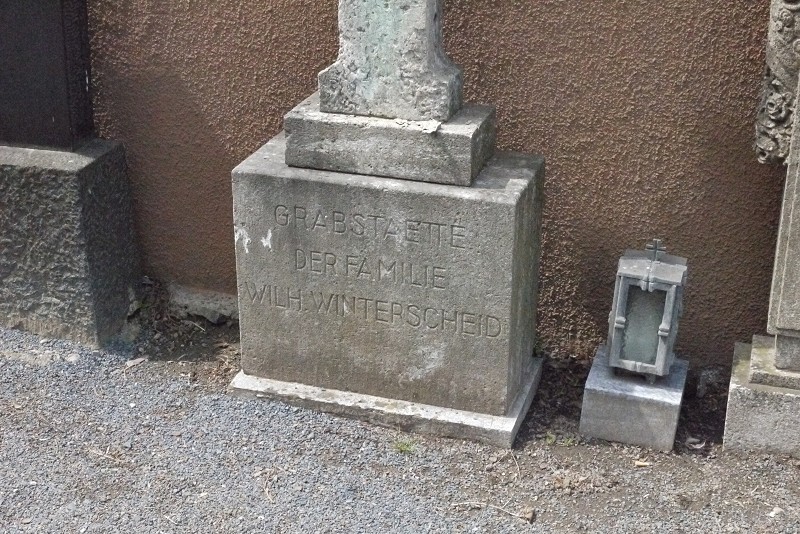 GRABSTAETTE
DER FAMILIE
WILH. WINTERSCHEID